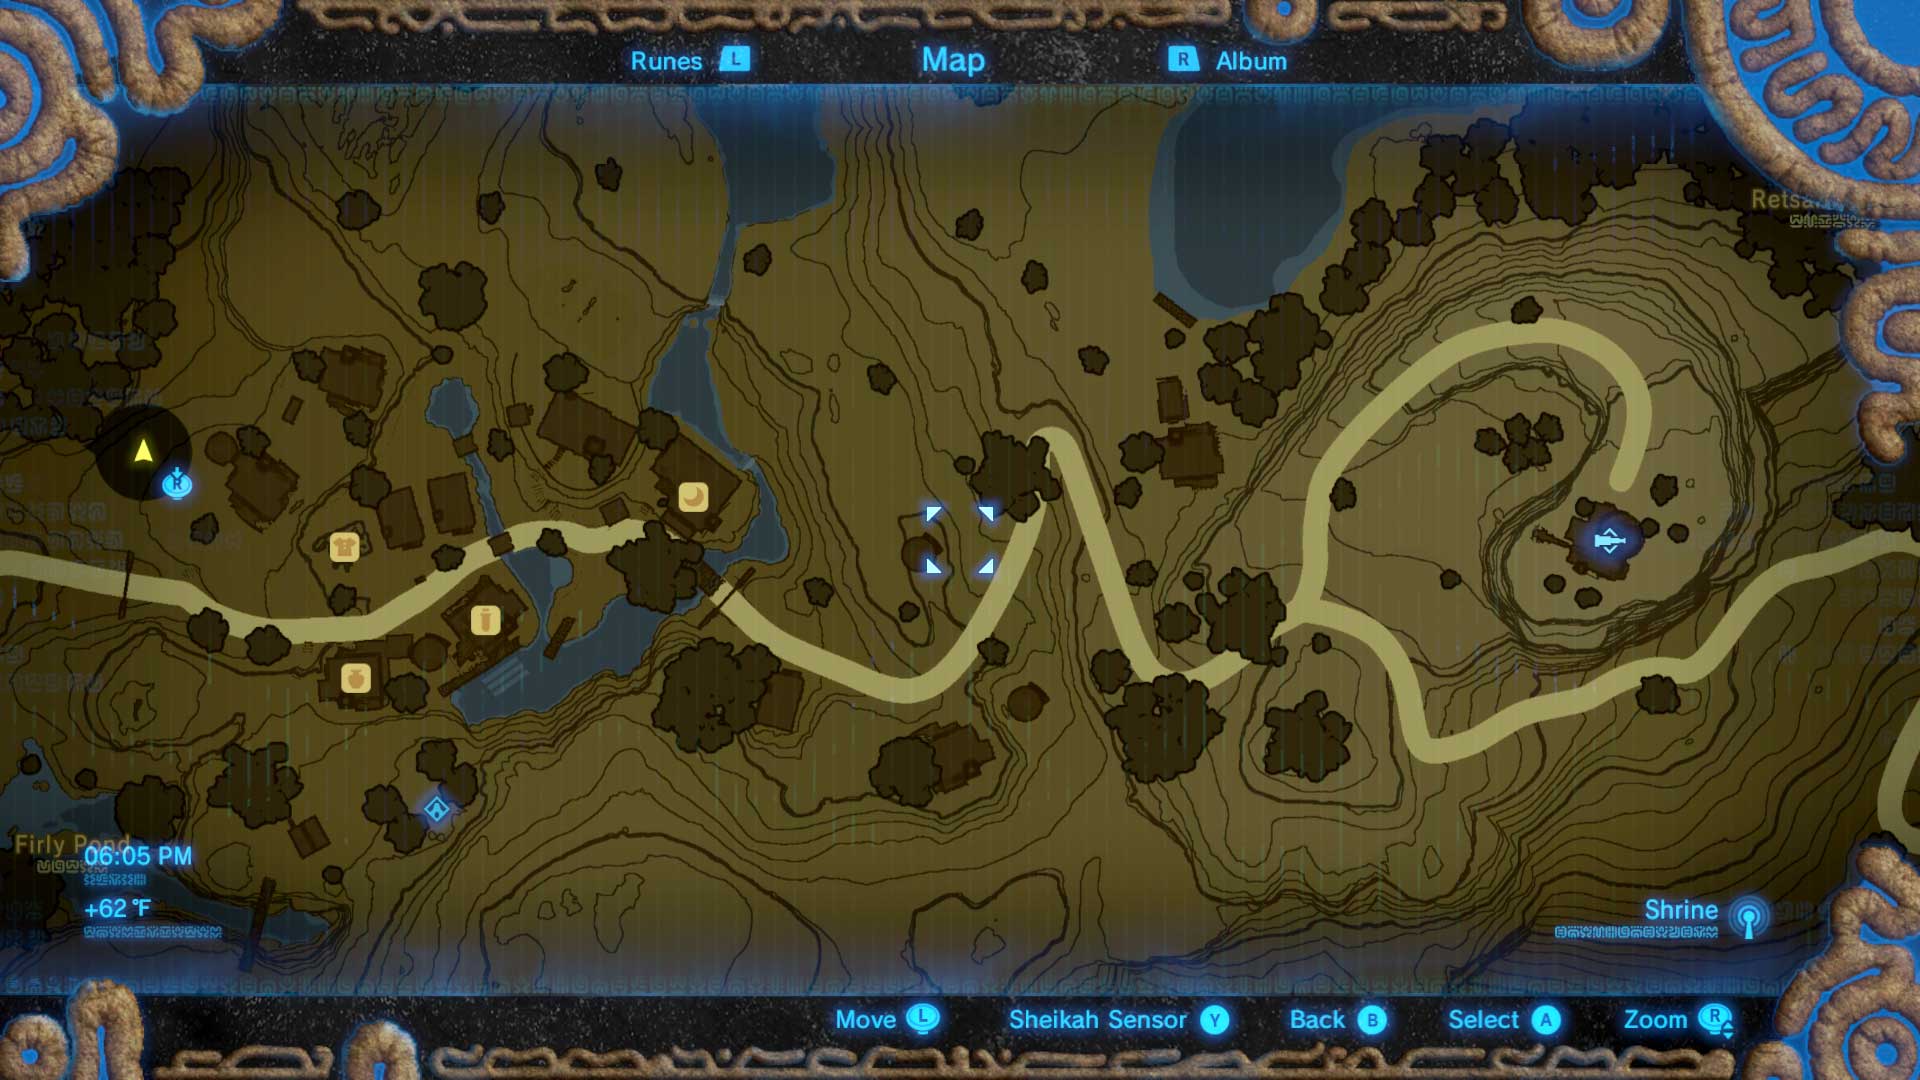 Runes L Map R Album
R
Firly Pond
06:05 PM
+62 °F
Shrine
Move L Sheikah Sensor Y Back B Select A Zoom R